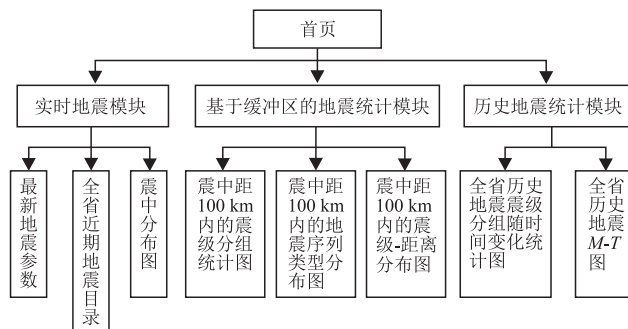 首页
实时地震模块
基于缓冲区的地震统计模块
历史地震统计模块
最新地震参数
全省近期地震目录
震中分布图
震中距
100 km
内的震
级分组
统计图
震中距
100 km
内的地
震序列
类型分
布图
震中距
100 km
内的震
级-距离
分布图
全省历史
地震震级
分组随时
间变化统
计图
全省
历史
地震
M-T
图